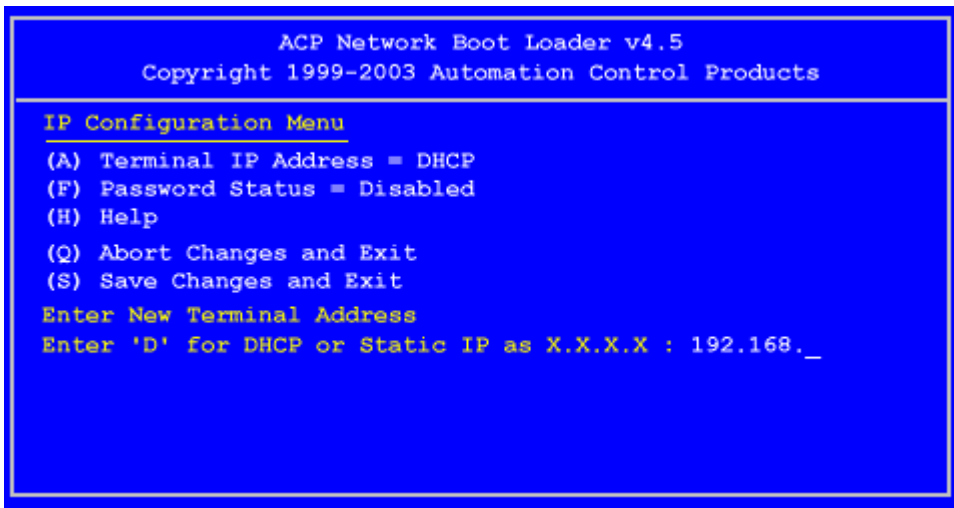 ACP Network Boot Loader v4.5
Copyright 1999-2003 Automation Control Products
IP Configuration Menu
(A) Terminal IP Address = DHCP
(F) Password Status = Disabled
(H) Help
(Q) Abort Changes and Exit
(S) Save Changes and Exit
Enter New Terminal Address
Enter 'D' for DHCP or Static IP as X.X.X.X : 192.168._